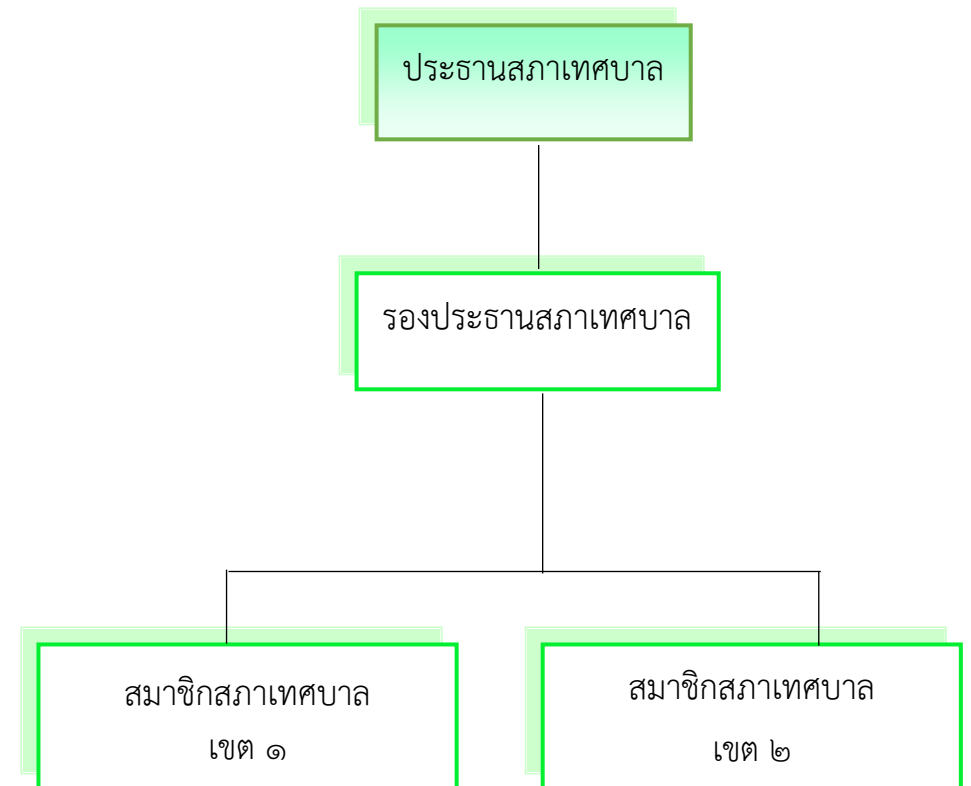 ประธานสภาเทศบาล
รองประธานสภาเทศบาล
สมาชิกสภาเทศบาล
เขต ๑
สมาชิกสภาเทศบาล
เขต ๒